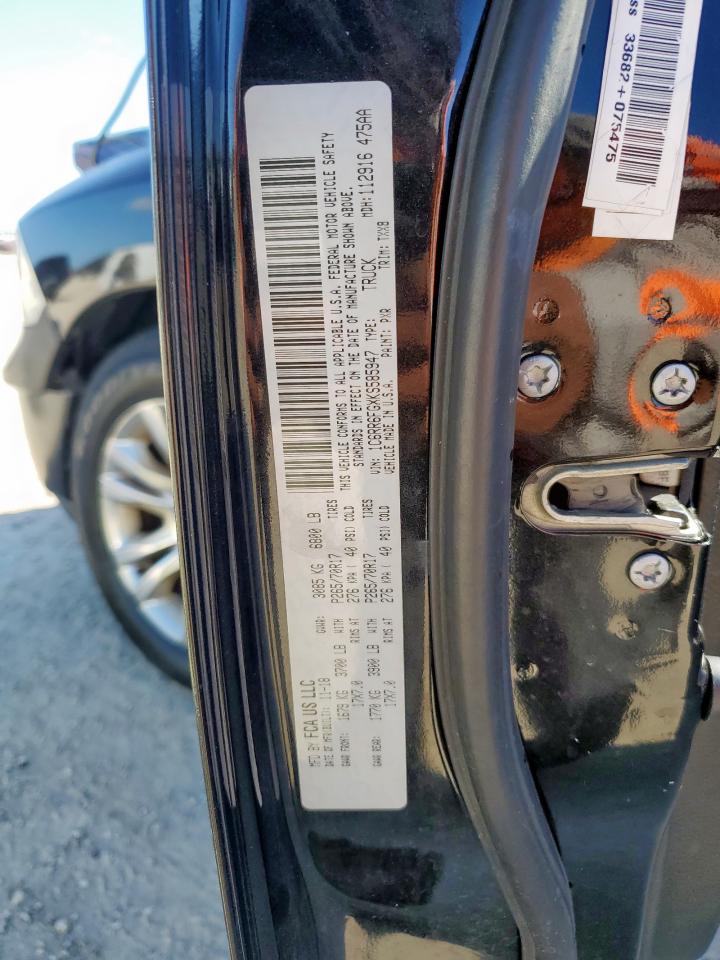 MFD BY FCA US LLC
DATE OF MFR(BUILT): 11-18 GVWR: 3085 KG 6800 LB
GAWR FRONT: 1679 KG 3700 LB WITH P265/70R17 TIRES
17X7.0 RIMS AT 276 KPA ( 40 PSI) COLD
GAWR REAR: 1770 KG 3900 LB WITH P265/70R17 TIRES
17X7.0 RIMS AT 276 KPA ( 40 PSI) COLD
THIS VEHICLE CONFORMS TO ALL APPLICABLE U.S.A. FEDERAL MOTOR VEHICLE SAFETY
STANDARDS IN EFFECT ON THE DATE OF MANUFACTURE SHOWN ABOVE.
VIN: 1C6RR6FGXKS585947 TYPE: TRUCK MDH: 112916 475AA
VEHICLE MADE IN U.S.A. PAINT: PXR TRIM: TXX8
ss 33682+075475